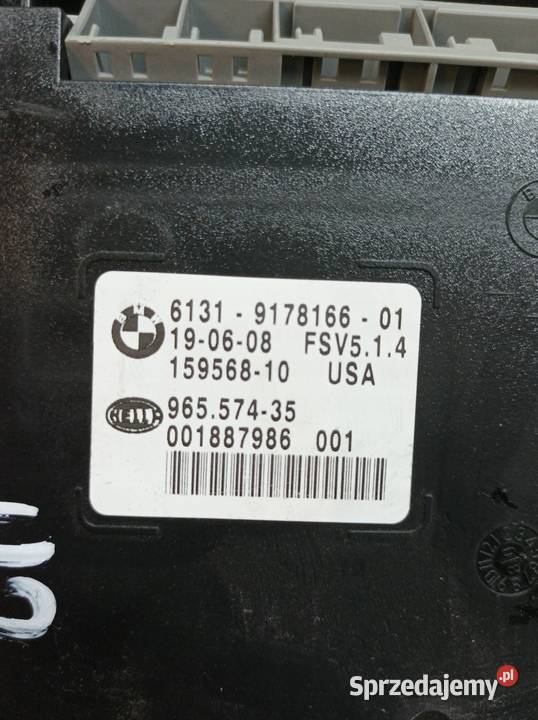 BMW
6131 - 9178166 - 01
19-06-08 FSV5.1.4
159568-10 USA
HELLA
965.574-35
001887986 001
Sprzedajemy.pl